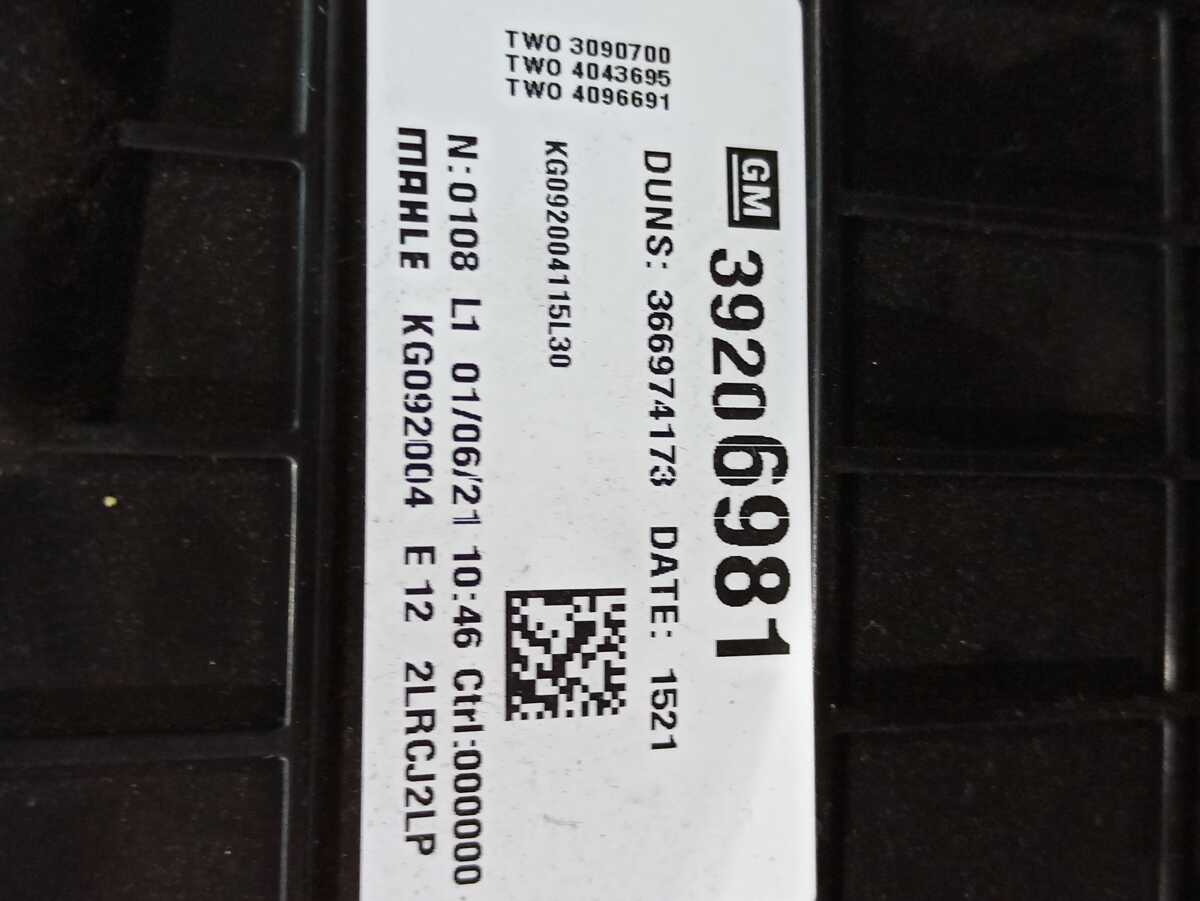 GM 39206981
DUNS: 366974173 DATE: 1521
TWO 3090700
TWO 4043695
TWO 4096691
KG092004115L30
N:0108 L1 01/06/21 10:46 Ctrl:000000
MAHLE KG092004 E 12 2LRCJ2LP